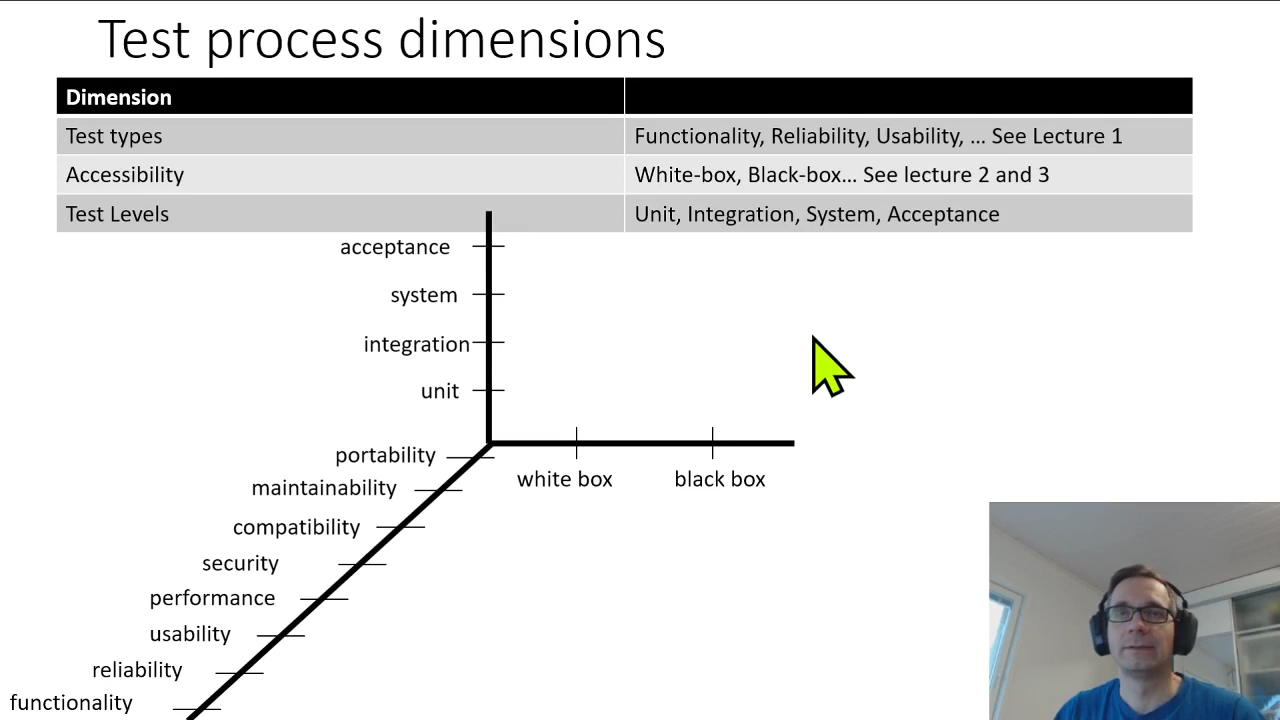 Test process dimensions
Dimension
Test types Functionality, Reliability, Usability, … See Lecture 1
Accessibility White-box, Black-box… See lecture 2 and 3
Test Levels Unit, Integration, System, Acceptance
acceptance
system
integration
unit
portability
white box black box
maintainability
compatibility
security
performance
usability
reliability
functionality